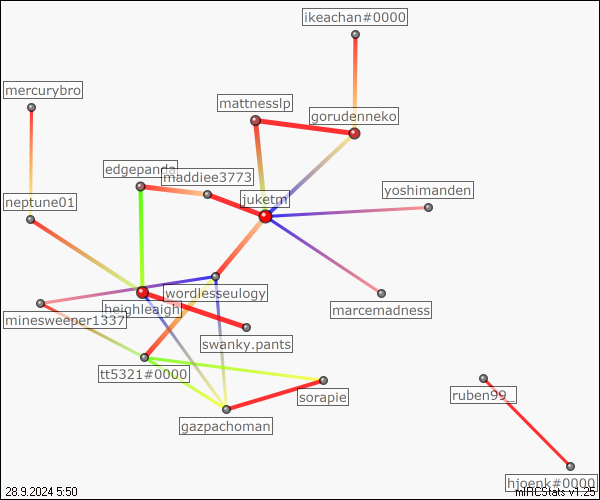 ikeachan#0000
mercurybro
mattnesslp
gorudenneko
edgepanda
maddiee3773
yoshimanden
neptune01
juketm
wordlesseulogy
heighleaigh
marcemadness
minesweeper1337
swanky.pants
tt5321#0000
sorapie
ruben99_
gazpachoman
hjoenk#0000
28.9.2024 5:50
mIRCStats v1.25